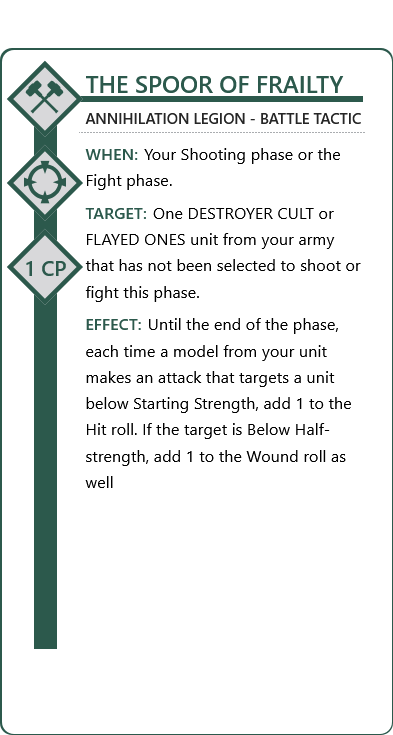 THE SPOOR OF FRAILTY
ANNIHILATION LEGION - BATTLE TACTIC
WHEN: Your Shooting phase or the
Fight phase.
TARGET: One DESTROYER CULT or
FLAYED ONES unit from your army
1 CP
that has not been selected to shoot or
fight this phase.
EFFECT: Until the end of the phase,
each time a model from your unit
makes an attack that targets a unit
below Starting Strength, add 1 to the
Hit roll. If the target is Below Half-
strength, add 1 to the Wound roll as
well